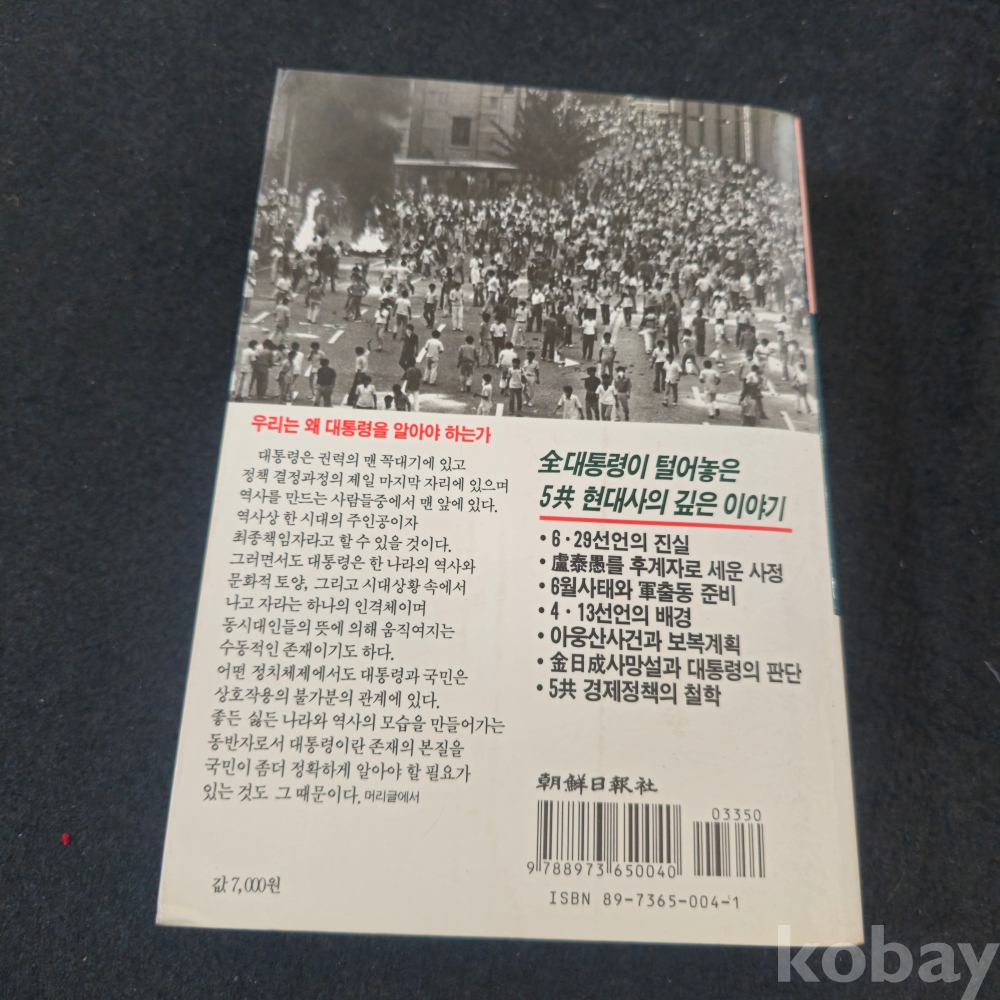 우리는 왜 대통령을 알아야 하는가
대통령은 권력의 맨 꼭대기에 있고
정책 결정과정의 제일 마지막 자리에 있으며
역사를 만드는 사람들중에서 맨 앞에 있다.
역사상 한 시대의 주인공이자
최종책임자라고 할 수 있을 것이다.
그러면서도 대통령은 한 나라의 역사와
문화적 토양, 그리고 시대상황 속에서
나고 자라는 하나의 인격체이며
동시대인들의 뜻에 의해 움직여지는
수동적인 존재이기도 하다.
어떤 정치체제에서도 대통령과 국민은
상호작용의 불가분의 관계에 있다.
좋든 싫든 나라와 역사의 모습을 만들어가는
동반자로서 대통령이란 존재의 본질을
국민이 좀더 정확하게 알아야 할 필요가
있는 것도 그 때문이다. 머리글에서
값 7,000원
全대통령이 털어놓은
5共 현대사의 깊은 이야기
• 6·29선언의 진실
• 盧泰愚를 후계자로 세운 사정
• 6월사태와 軍출동 준비
• 4·13선언의 배경
• 아웅산사건과 보복계획
• 金日成사망설과 대통령의 판단
• 5共 경제정책의 철학
朝鮮日報社
03350
9 788973 650040
ISBN 89-7365-004-1
kobay